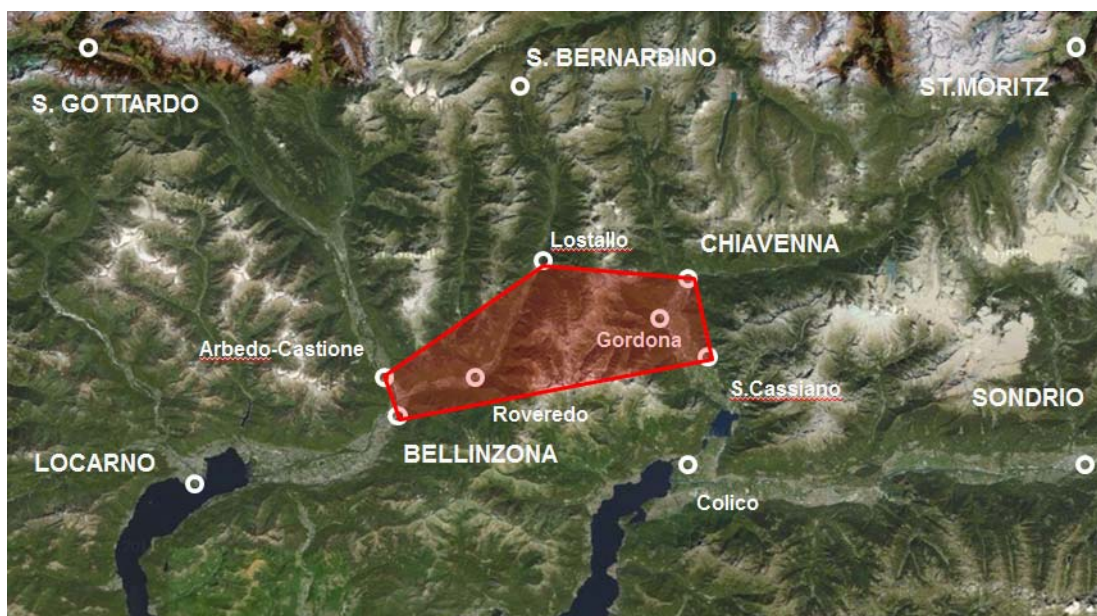 S. BERNARDINO
S. GOTTARDO
ST.MORITZ
Lostallo
CHIAVENNA
Gordona
Arbedo-Castione
S.Cassiano
SONDRIO
Roveredo
BELLINZONA
LOCARNO
Colico